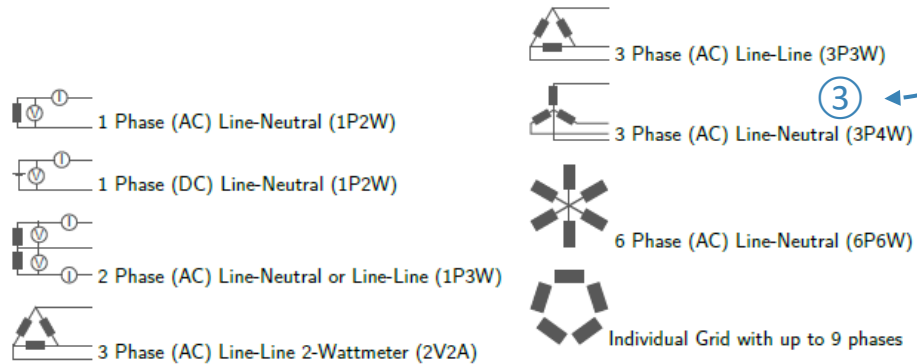 1 Phase (AC) Line-Neutral (1P2W)
1 Phase (DC) Line-Neutral (1P2W)
2 Phase (AC) Line-Neutral or Line-Line (1P3W)
3 Phase (AC) Line-Line 2-Wattmeter (2V2A)
3 Phase (AC) Line-Line (3P3W)
3
3 Phase (AC) Line-Neutral (3P4W)
6 Phase (AC) Line-Neutral (6P6W)
Individual Grid with up to 9 phases
I
V
I
V
I
V
V
I